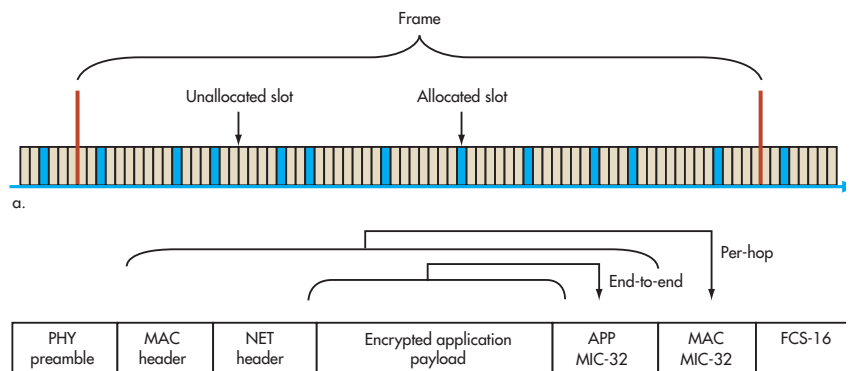 Frame
Unallocated slot
Allocated slot
a.
Per-hop
End-to-end
PHY
preamble
MAC
header
NET
header
Encrypted application
payload
APP
MIC-32
MAC
MIC-32
FCS-16